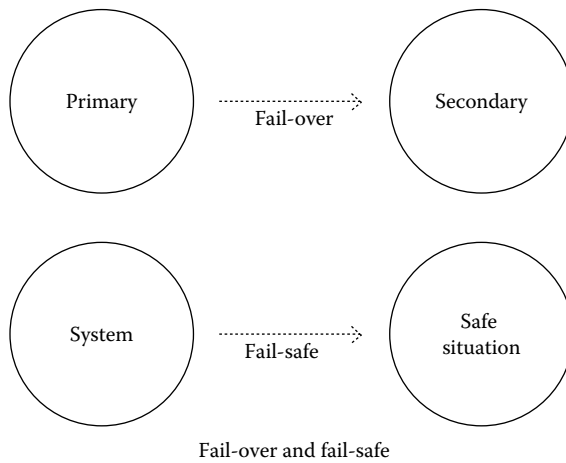 Primary
Fail-over
Secondary
System
Fail-safe
Safe
situation
Fail-over and fail-safe